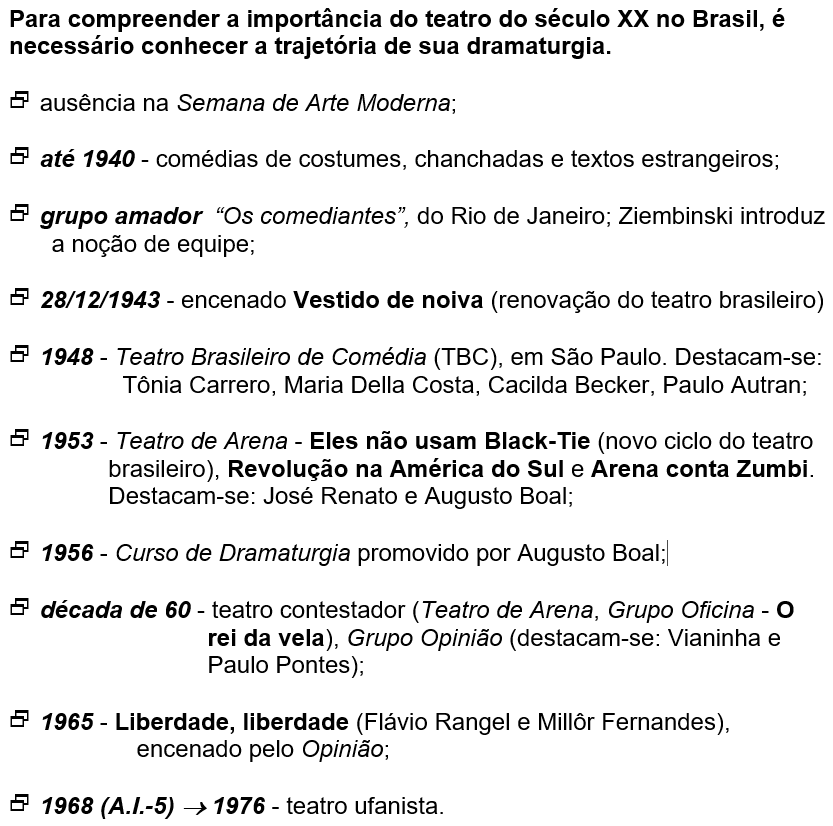 Para compreender a importância do teatro do século XX no Brasil, é
necessário conhecer a trajetória de sua dramaturgia.
ausência na Semana de Arte Moderna;
até 1940 - comédias de costumes, chanchadas e textos estrangeiros;
grupo amador “Os comediantes”, do Rio de Janeiro; Ziembinski introduz
a noção de equipe;
28/12/1943 - encenado Vestido de noiva (renovação do teatro brasileiro)
1948 - Teatro Brasileiro de Comédia (TBC), em São Paulo. Destacam-se:
Tônia Carrero, Maria Della Costa, Cacilda Becker, Paulo Autran;
1953 - Teatro de Arena - Eles não usam Black-Tie (novo ciclo do teatro
brasileiro), Revolução na América do Sul e Arena conta Zumbi.
Destacam-se: José Renato e Augusto Boal;
1956 - Curso de Dramaturgia promovido por Augusto Boal;
década de 60 - teatro contestador (Teatro de Arena, Grupo Oficina - O
rei da vela), Grupo Opinião (destacam-se: Vianinha e
Paulo Pontes);
1965 - Liberdade, liberdade (Flávio Rangel e Millôr Fernandes),
encenado pelo Opinião;
1968 (A.I.-5) → 1976 - teatro ufanista.